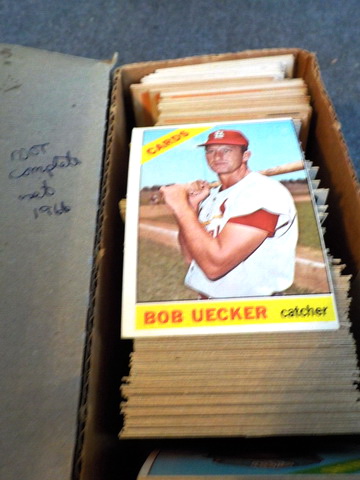 NOT
complete
set
1966
CARDS
BOB UECKER catcher